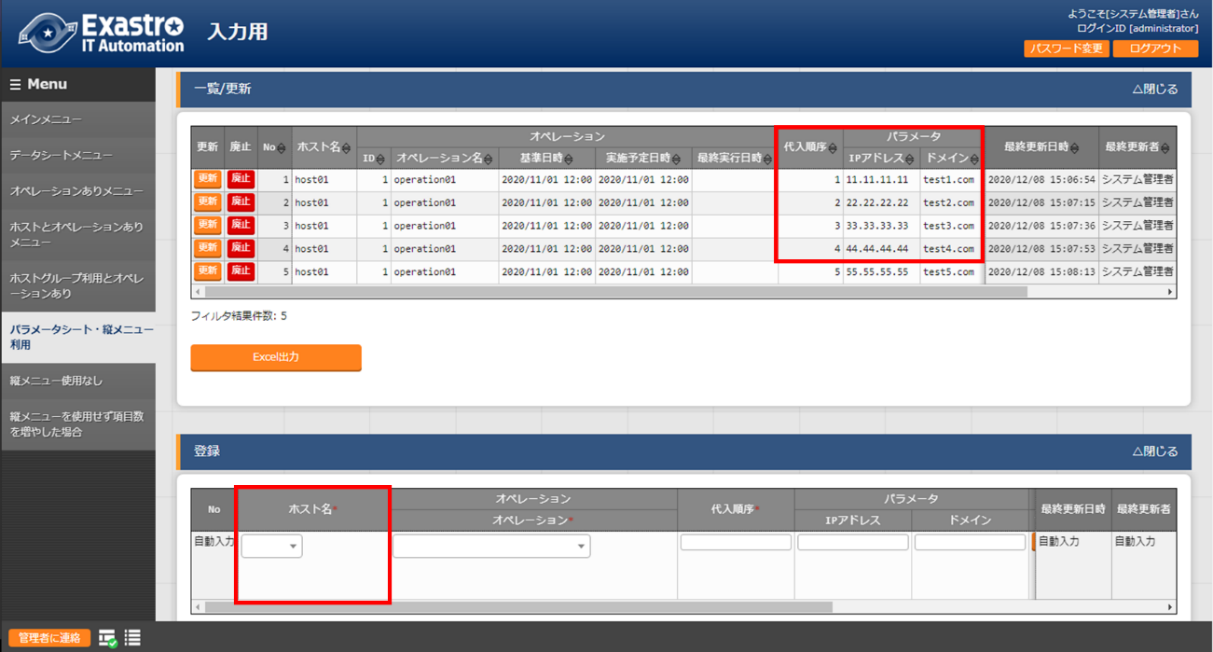 Exastro
IT Automation
入力用
ようこそ[システム管理者]さん
ログインID [administrator]
パスワード変更 ログアウト
Menu
メインメニュー
データシートメニュー
オペレーションありメニュー
ホストとオペレーションあり
メニュー
ホストグループ利用とオペレ
ーションあり
パラメータシート・縦メニュー
利用
縦メニュー使用なし
縦メニューを使用せず項目数
を増やした場合
一覧/更新 △閉じる
更新 廃止 No ホスト名 オペレーション 代入順序 パラメータ 最終更新日時 最終更新者
ID オペレーション名 基準日時 実施予定日時 最終実行日時 IPアドレス ドメイン
更新 廃止 1 host01 1 operation01 2020/11/01 12:00 2020/11/01 12:00 1 11.11.11.11 test1.com 2020/12/08 15:06:54 システム管理者
更新 廃止 2 host01 1 operation01 2020/11/01 12:00 2020/11/01 12:00 2 22.22.22.22 test2.com 2020/12/08 15:07:15 システム管理者
更新 廃止 3 host01 1 operation01 2020/11/01 12:00 2020/11/01 12:00 3 33.33.33.33 test3.com 2020/12/08 15:07:36 システム管理者
更新 廃止 4 host01 1 operation01 2020/11/01 12:00 2020/11/01 12:00 4 44.44.44.44 test4.com 2020/12/08 15:07:53 システム管理者
更新 廃止 5 host01 1 operation01 2020/11/01 12:00 2020/11/01 12:00 5 55.55.55.55 test5.com 2020/12/08 15:08:13 システム管理者
フィルタ結果件数: 5
Excel出力
登録 △閉じる
No ホスト名* オペレーション 代入順序* パラメータ 最終更新日時 最終更新者
オペレーション* IPアドレス ドメイン
自動入力 自動入力 自動入力
管理者に連絡